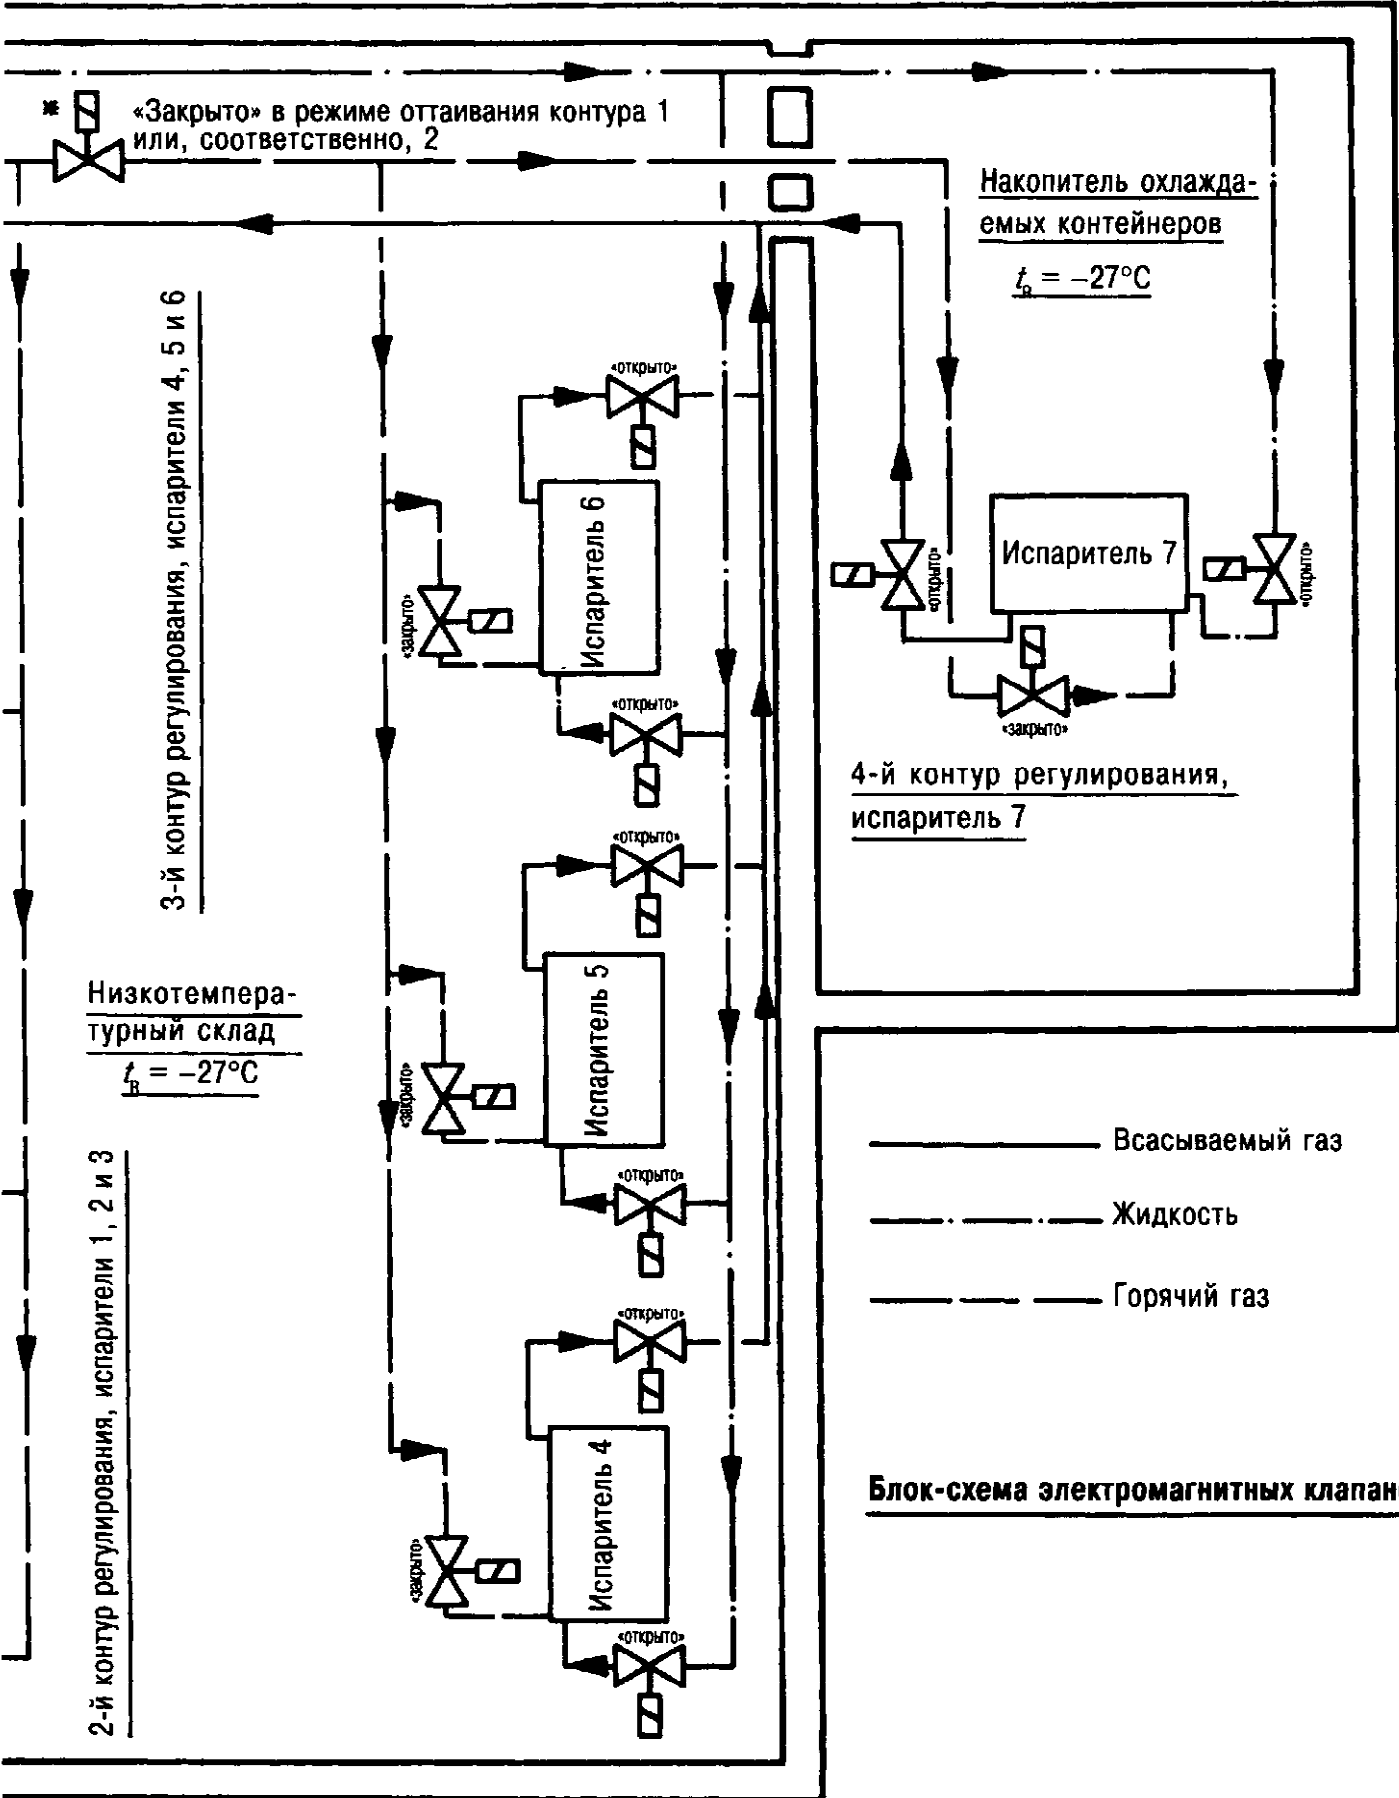 * «Закрыто» в режиме оттаивания контура 1
или, соответственно, 2
Накопитель охлажда-
емых контейнеров
tв = −27°C
3-й контур регулирования, испарители 4, 5 и 6
«открыто»
Испаритель 6
«закрыто»
«открыто»
«открыто»
Испаритель 7
«открыто»
«закрыто»
4-й контур регулирования,
испаритель 7
«открыто»
Испаритель 5
«закрыто»
«открыто»
Низкотемпера-
турный склад
tв = −27°C
2-й контур регулирования, испарители 1, 2 и 3
«открыто»
Испаритель 4
«закрыто»
«открыто»
Всасываемый газ
Жидкость
Горячий газ
Блок-схема электромагнитных клапан